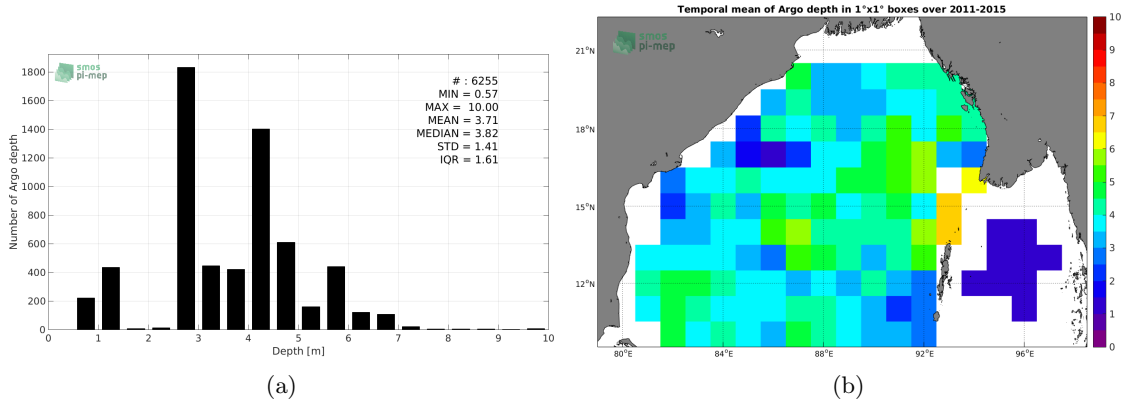 smos
pi-mep
# : 6255
MIN = 0.57
MAX = 10.00
MEAN = 3.71
MEDIAN = 3.82
STD = 1.41
IQR = 1.61
Number of Argo depth
1800
1600
1400
1200
1000
800
600
400
200
0
0 1 2 3 4 5 6 7 8 9 10
Depth [m]
(a)
Temporal mean of Argo depth in 1°x1° boxes over 2011-2015
smos
pi-mep
21°N
18°N
15°N
12°N
80°E 84°E 88°E 92°E 96°E
10
9
8
7
6
5
4
3
2
1
0
(b)